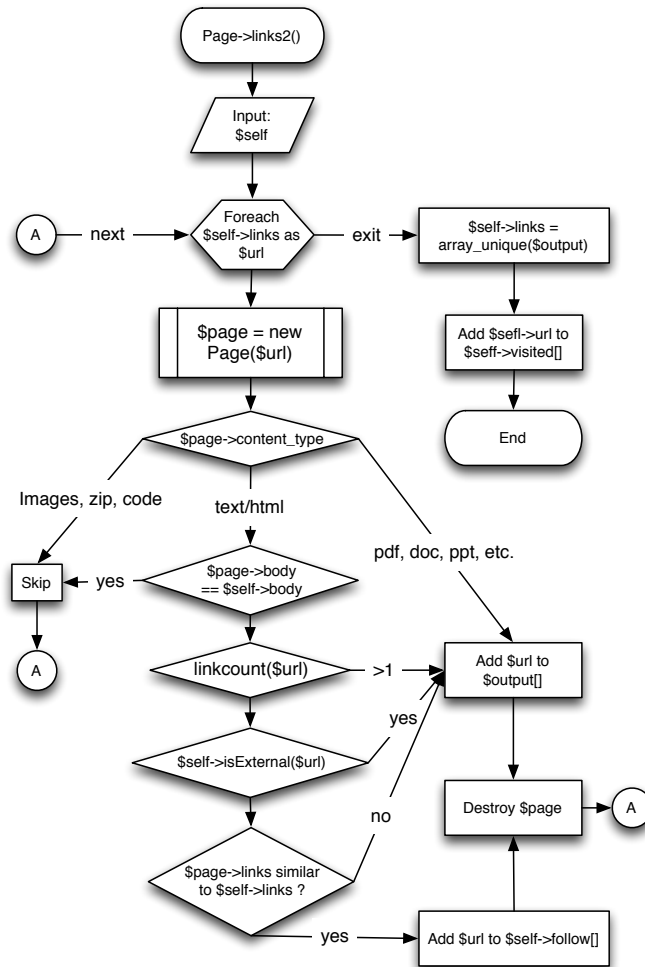 Page->links2()
Input:
$self
A
next
Foreach
$self->links as
$url
exit
$self->links =
array_unique($output)
$page = new
Page($url)
Add $sefl->url to
$seff->visited[]
$page->content_type
End
Images, zip, code
text/html
pdf, doc, ppt, etc.
Skip
yes
$page->body
== $self->body
A
linkcount($url)
>1
Add $url to
$output[]
yes
$self->isExternal($url)
no
Destroy $page
A
$page->links similar
to $self->links ?
yes
Add $url to $self->follow[]